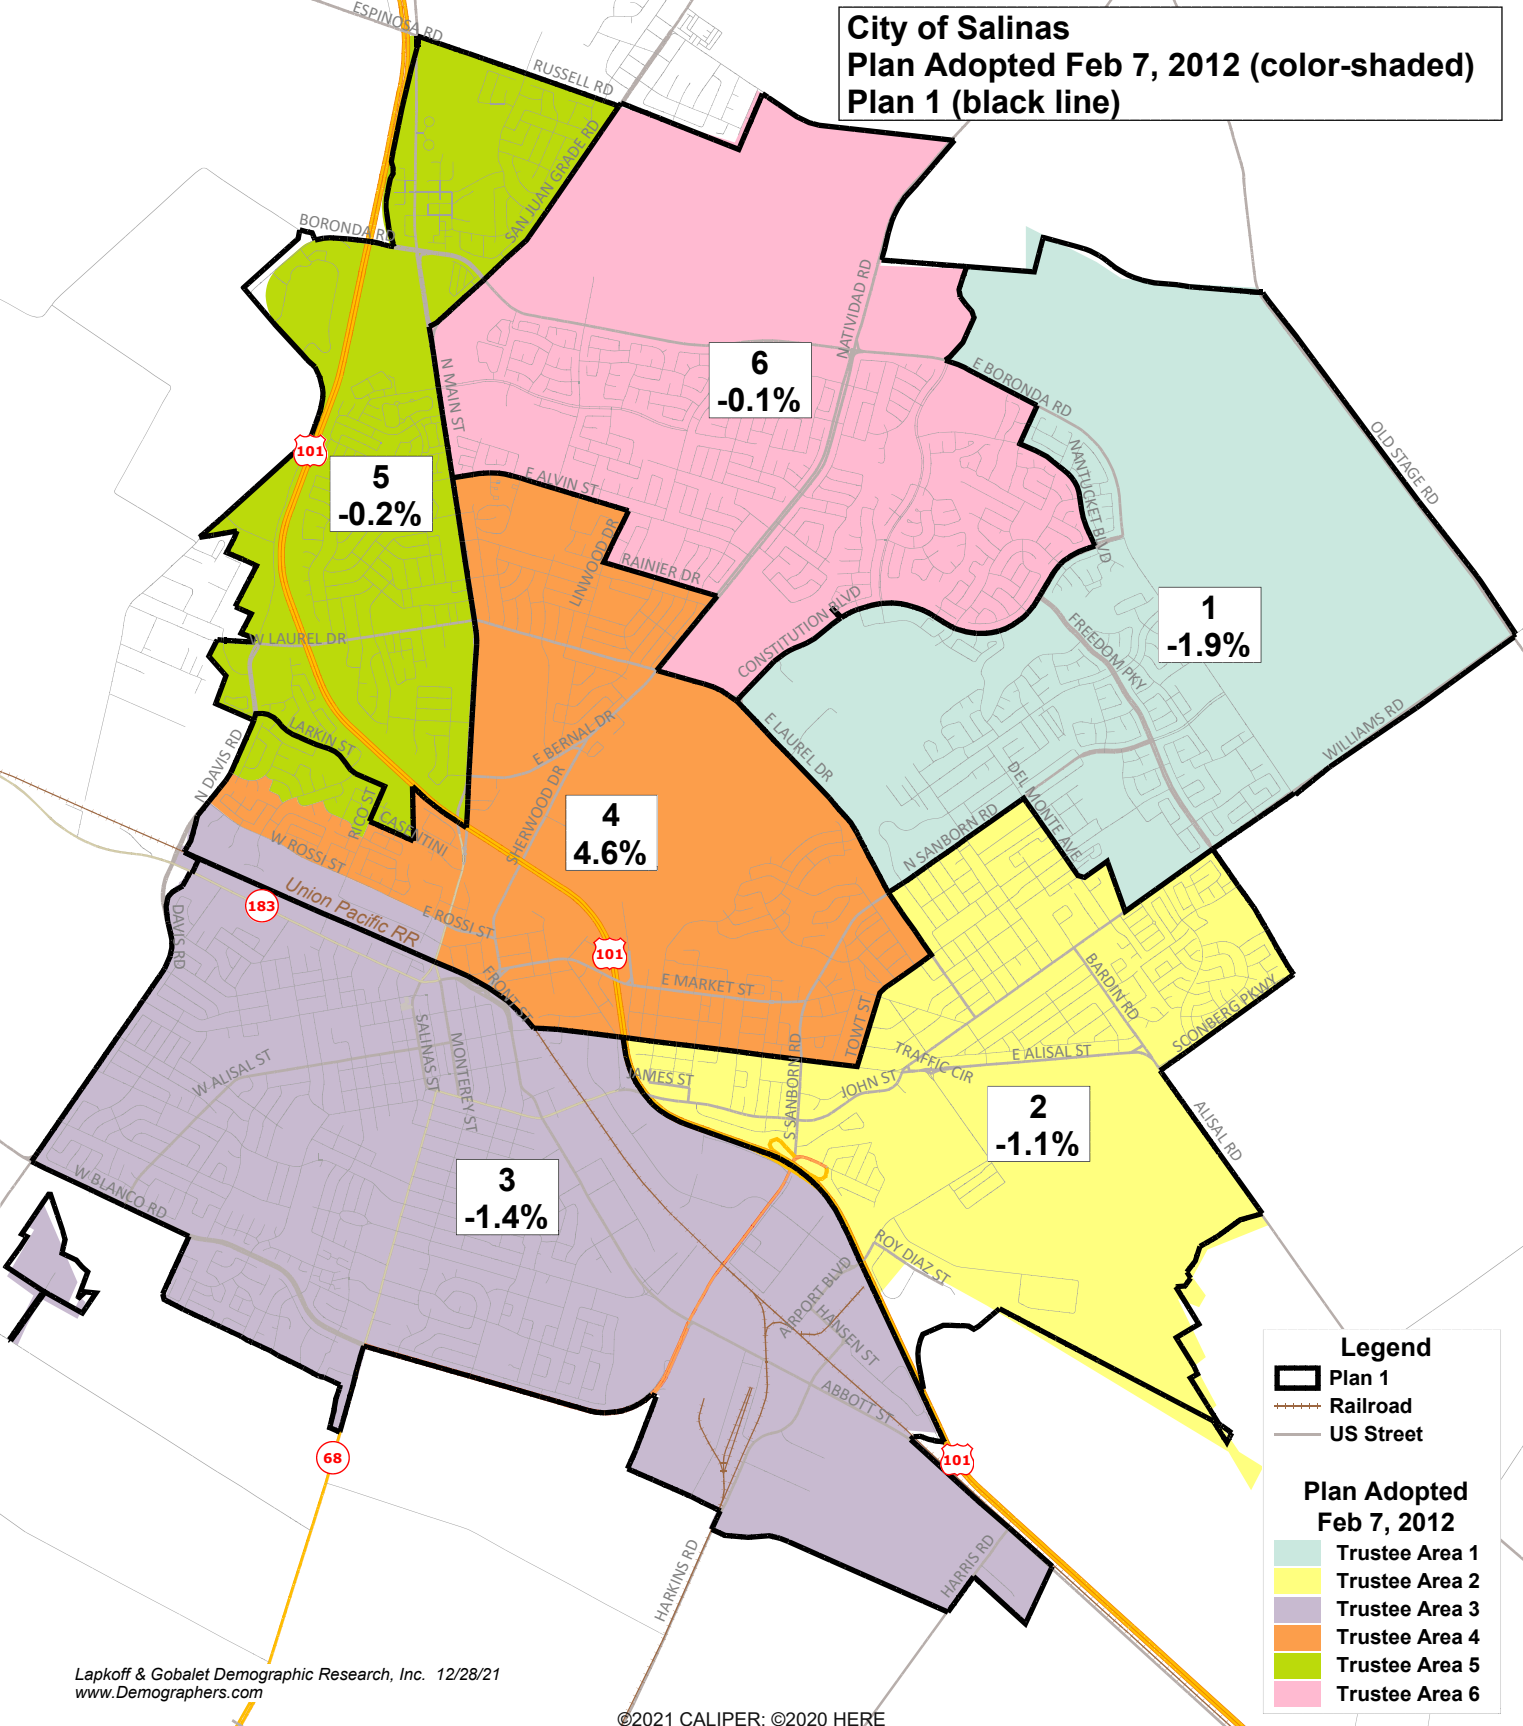 City of Salinas
Plan Adopted Feb 7, 2012 (color-shaded)
Plan 1 (black line)
ESPINOSA RD
RUSSELL RD
SAN JUAN GRADE RD
BORONDA RD
NATIVIDAD RD
N MAIN ST
6
-0.1%
E BORONDA RD
OLD STAGE RD
NANTUCKET BLVD
101
5
-0.2%
E ALVIN ST
LINWOOD DR
RAINIER DR
CONSTITUTION BLVD
1
-1.9%
FREEDOM PKY
W LAUREL DR
LARKIN ST
N DAVIS RD
E BERNAL DR
E LAUREL DR
WILLIAMS RD
DEL MONTE AVE
SHERWOOD DR
4
4.6%
RICO ST
CASENTINI
N SANBORN RD
W ROSSI ST
Union Pacific RR
183
E ROSSI ST
DAVIS RD
101
FRONT ST
E MARKET ST
TOWT ST
BARDIN RD
SCONBERG PKWY
SALINAS ST
MONTEREY ST
W ALISAL ST
JAMES ST
S SANBORN RD
JOHN ST
TRAFFIC CIR
E ALISAL ST
ALISAL RD
2
-1.1%
3
-1.4%
W BLANCO RD
ROY DIAZ ST
AIRPORT BLVD
HANSEN ST
ABBOTT ST
101
68
HARKINS RD
HARRIS RD
Legend
Plan 1
Railroad
US Street
Plan Adopted
Feb 7, 2012
Trustee Area 1
Trustee Area 2
Trustee Area 3
Trustee Area 4
Trustee Area 5
Trustee Area 6
Lapkoff & Gobalet Demographic Research, Inc.  12/28/21
www.Demographers.com
©2021 CALIPER; ©2020 HERE